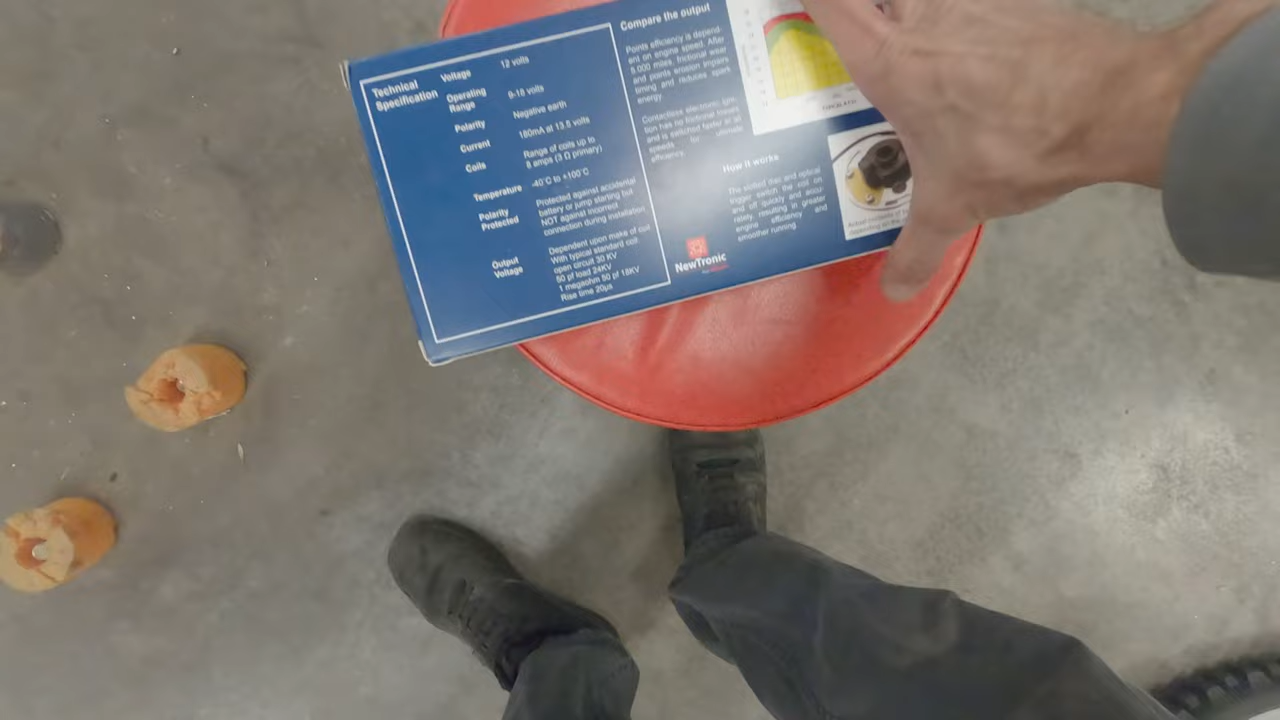 Technical
Specification
Voltage
12 volts
Operating
Range
9-18 volts
Polarity
Negative earth
Current
180mA at 13.5 volts
Coils
Range of coils up to
8 amps (3 Ω primary)
Temperature
-40°C to +100°C
Polarity
Protected
Protected against accidental
battery or jump starting but
NOT against incorrect
connection during installation
Output
Voltage
Dependent upon make of coil
With typical standard coil
open circuit 30 KV
50 pf load 24KV
1 megaohm 50 pf 18KV
Rise time 20µs
Compare the output
Points efficiency is depend-
ent on engine speed. After
5,000 miles, frictional wear
and points erosion impairs
timing and reduces spark
energy.
Contactless electronic igni-
tion has no frictional
and is switched faster at all
speeds for ultimate
efficiency.
How it works
The slotted disc and optical
trigger switch the coil on
and off quickly and accu-
rately, resulting in greater
engine efficiency and
smoother running.
NewTronic